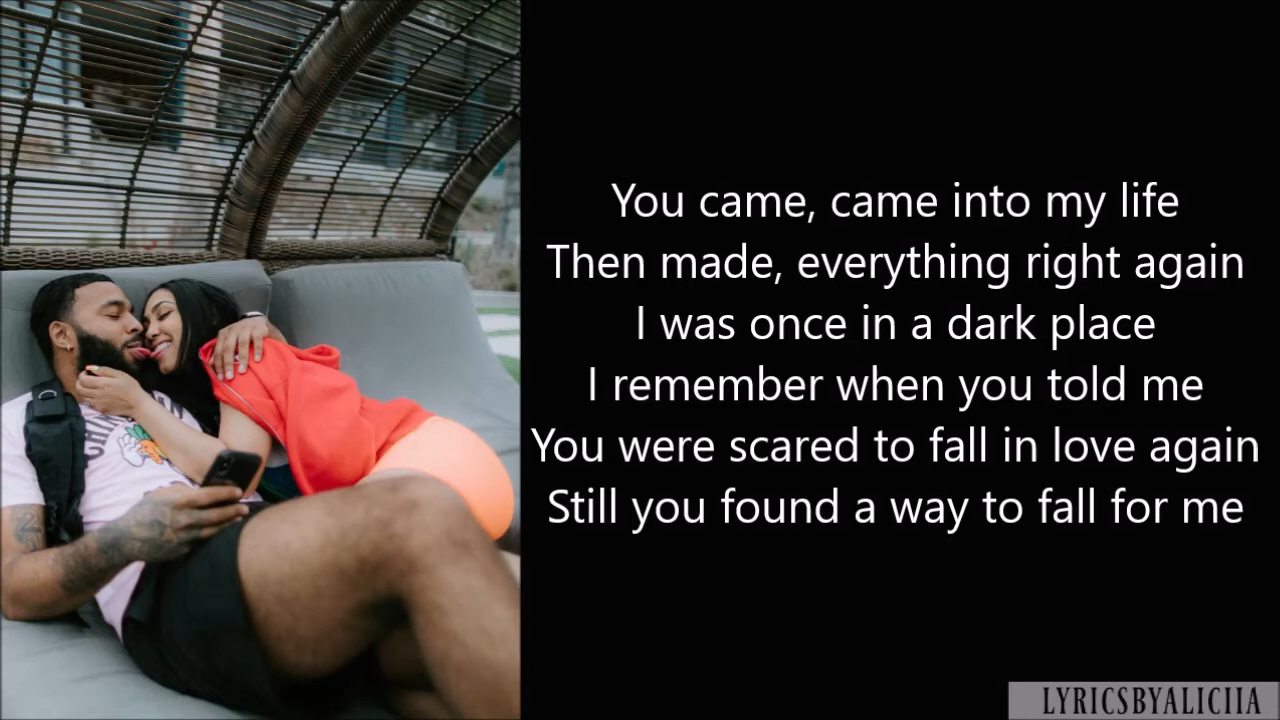 You came, came into my life
Then made, everything right again
I was once in a dark place
I remember when you told me
You were scared to fall in love again
Still you found a way to fall for me
LYRICSBYALICIIA